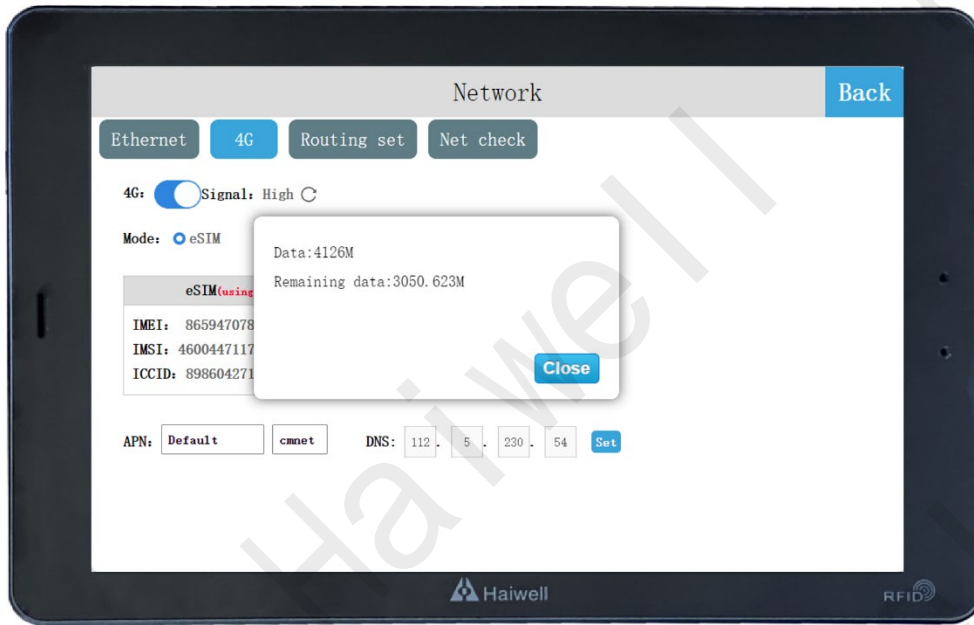 Network
Back
Ethernet
4G
Routing set
Net check
4G:
Signal: High
Mode: eSIM
Data:4126M
Remaining data:3050.623M
eSIM(using
IMEI: 865947078
IMSI: 4600447117
ICCID: 898604271
Close
APN: Default cmnet DNS: 112 . 5 . 230 . 54 Set
Haiwell
RFID
Haiwell